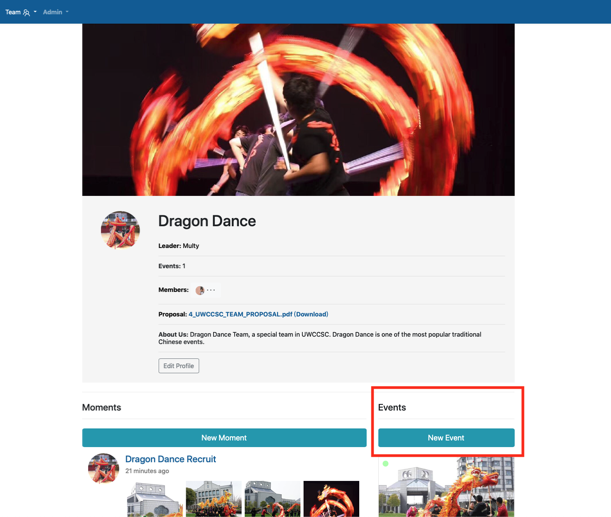 Team
Admin
Dragon Dance
Leader: Multy
Events: 1
Members:
Proposal: 4_UWCCSC_TEAM_PROPOSAL.pdf (Download)
About Us: Dragon Dance Team, a special team in UWCCSC. Dragon Dance is one of the most popular traditional
Chinese events.
Edit Profile
Moments
New Moment
Dragon Dance Recruit
21 minutes ago
Events
New Event